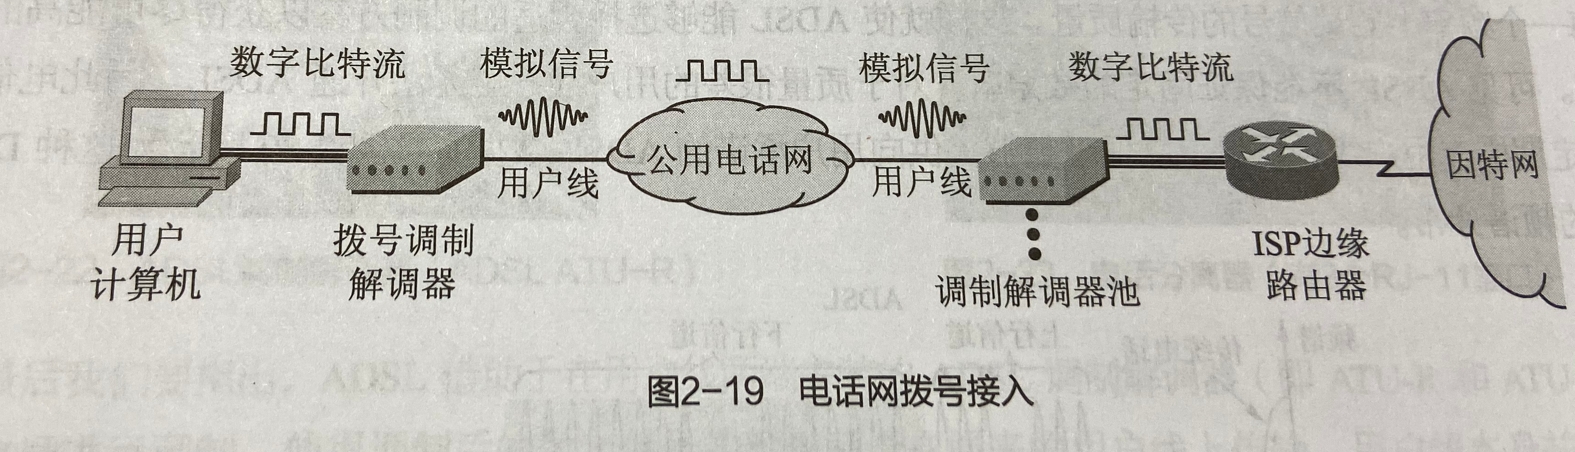 数字比特流
模拟信号
模拟信号
数字比特流
公用电话网
因特网
用户线
用户线
用户
计算机
拨号调制
解调器
调制解调器池
ISP边缘
路由器
图2-19 电话网拨号接入